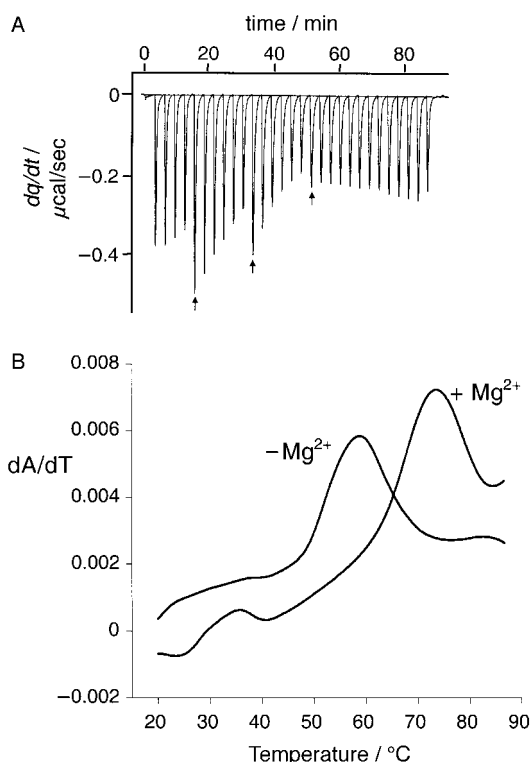 A
time / min
0 20 40 60 80
0
−0.2
−0.4
dq/dt /
μcal/sec
B
0.008
0.006
0.004
0.002
0
−0.002
dA/dT
−Mg²⁺
+ Mg²⁺
20 30 40 50 60 70 80 90
Temperature / °C